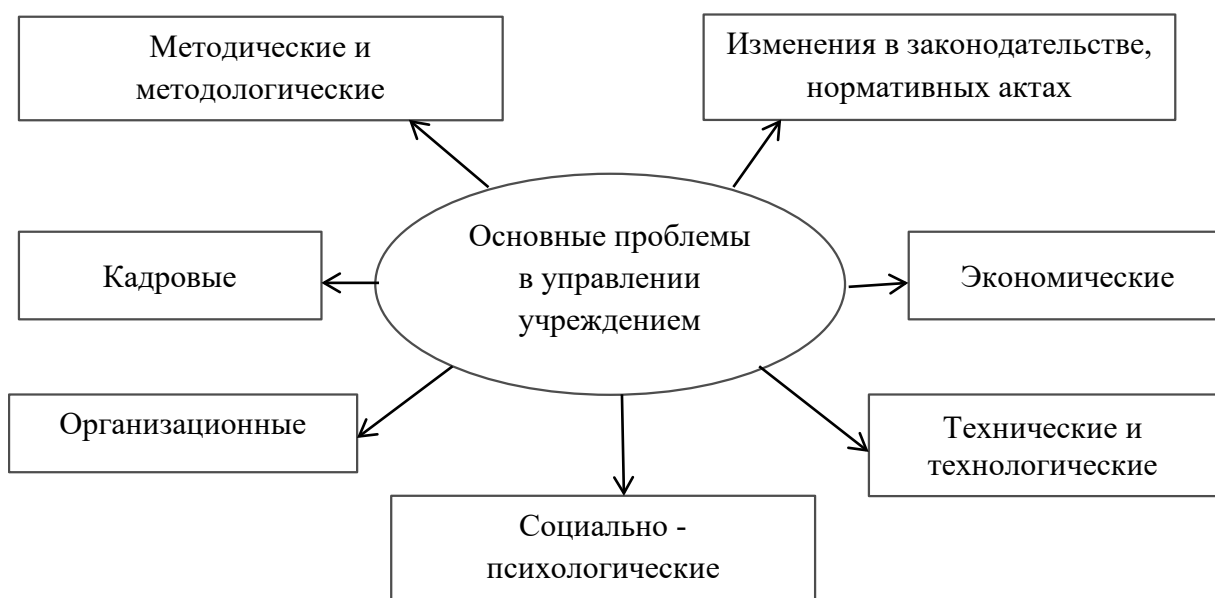 Методические и
методологические
Изменения в законодательстве,
нормативных актах
Основные проблемы
в управлении
учреждением
Кадровые
Экономические
Организационные
Технические и
технологические
Социально -
психологические